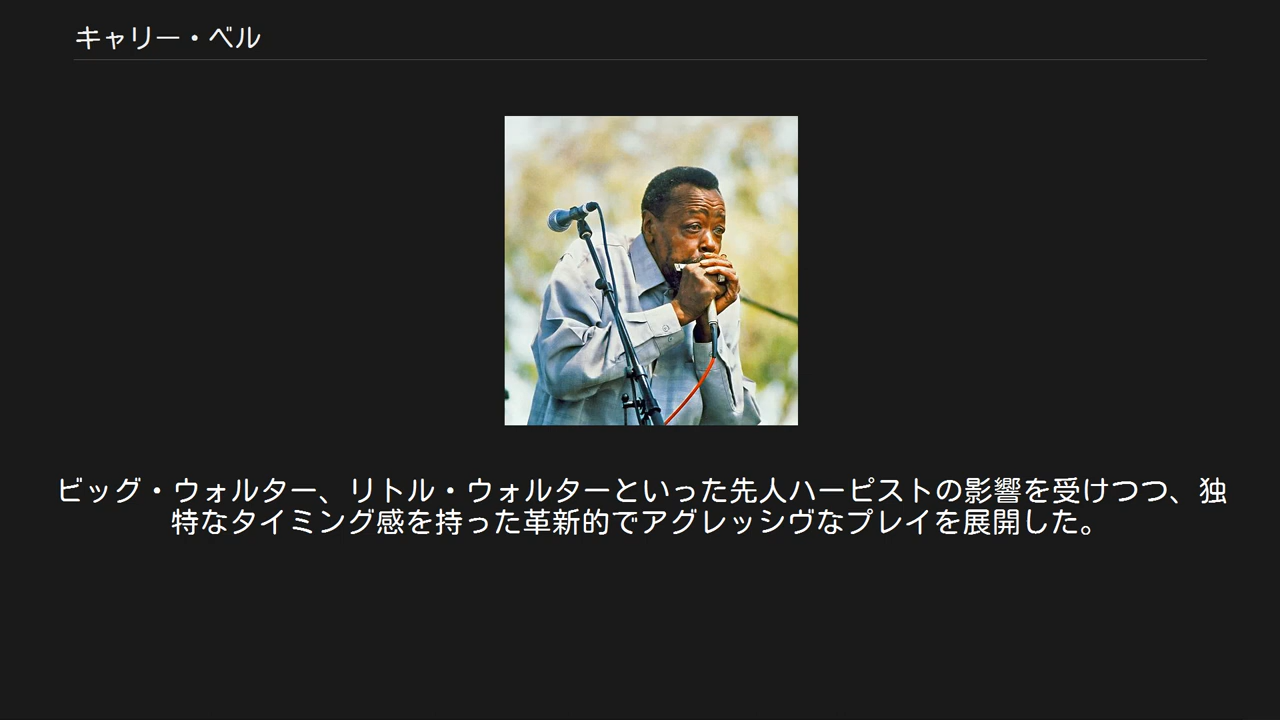 キャリー・ベル
ビッグ・ウォルター、リトル・ウォルターといった先人ハーピストの影響を受けつつ、独
特なタイミング感を持った革新的でアグレッシヴなプレイを展開した。